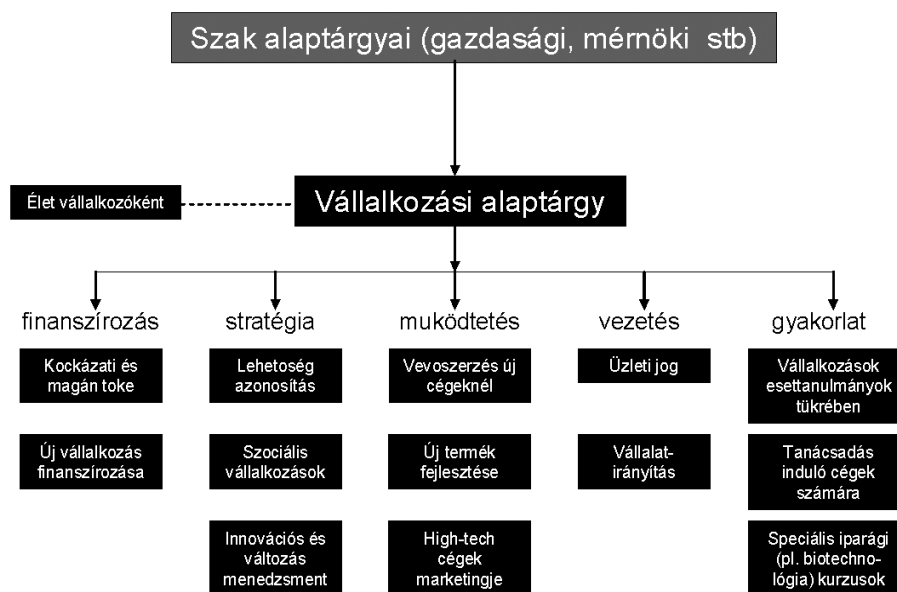 Szak alaptárgyai (gazdasági, mérnöki stb)
Élet vállalkozóként
Vállalkozási alaptárgy
finanszírozás
stratégia
muködtetés
vezetés
gyakorlat
Kockázati és
magán toke
Lehetoség
azonosítás
Vevoszerzés új
cégeknél
Üzleti jog
Vállalkozások
esettanulmányok
tükrében
Új vállalkozás
finanszírozása
Szociális
vállalkozások
Új termék
fejlesztése
Vállalat-
irányítás
Tanácsadás
induló cégek
számára
Innovációs és
változás
menedzsment
High-tech
cégek
marketingje
Speciális iparági
(pl. biotechno-
lógia) kurzusok